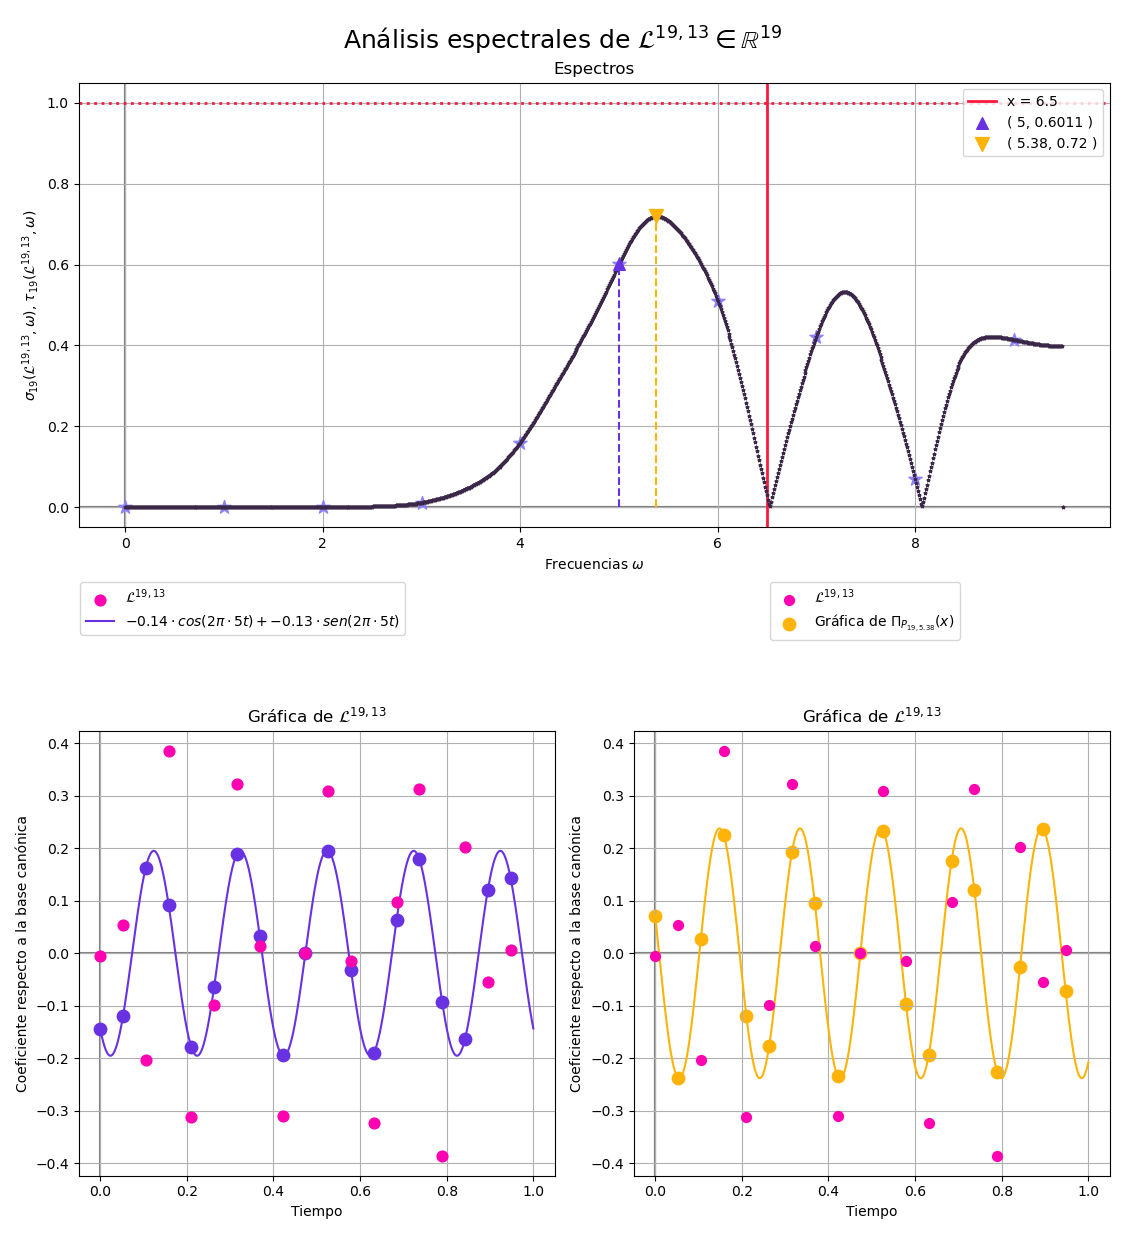 Análisis espectrales de 𝓛^{19,13} ∈ ℝ^{19}
Espectros
σ_{19}(𝓛^{19,13}, ω), τ_{19}(𝓛^{19,13}, ω)
1.0
0.8
0.6
0.4
0.2
0.0
x = 6.5
( 5, 0.6011 )
( 5.38, 0.72 )
0 2 4 6 8
Frecuencias ω
𝓛^{19,13}
−0.14 · cos(2π · 5t) + −0.13 · sen(2π · 5t)
𝓛^{19,13}
Gráfica de Π_{P_{19,5.38}}(x)
Gráfica de 𝓛^{19,13}
Coeficiente respecto a la base canónica
0.4
0.3
0.2
0.1
0.0
−0.1
−0.2
−0.3
−0.4
0.0 0.2 0.4 0.6 0.8 1.0
Tiempo
Gráfica de 𝓛^{19,13}
Coeficiente respecto a la base canónica
0.4
0.3
0.2
0.1
0.0
−0.1
−0.2
−0.3
−0.4
0.0 0.2 0.4 0.6 0.8 1.0
Tiempo